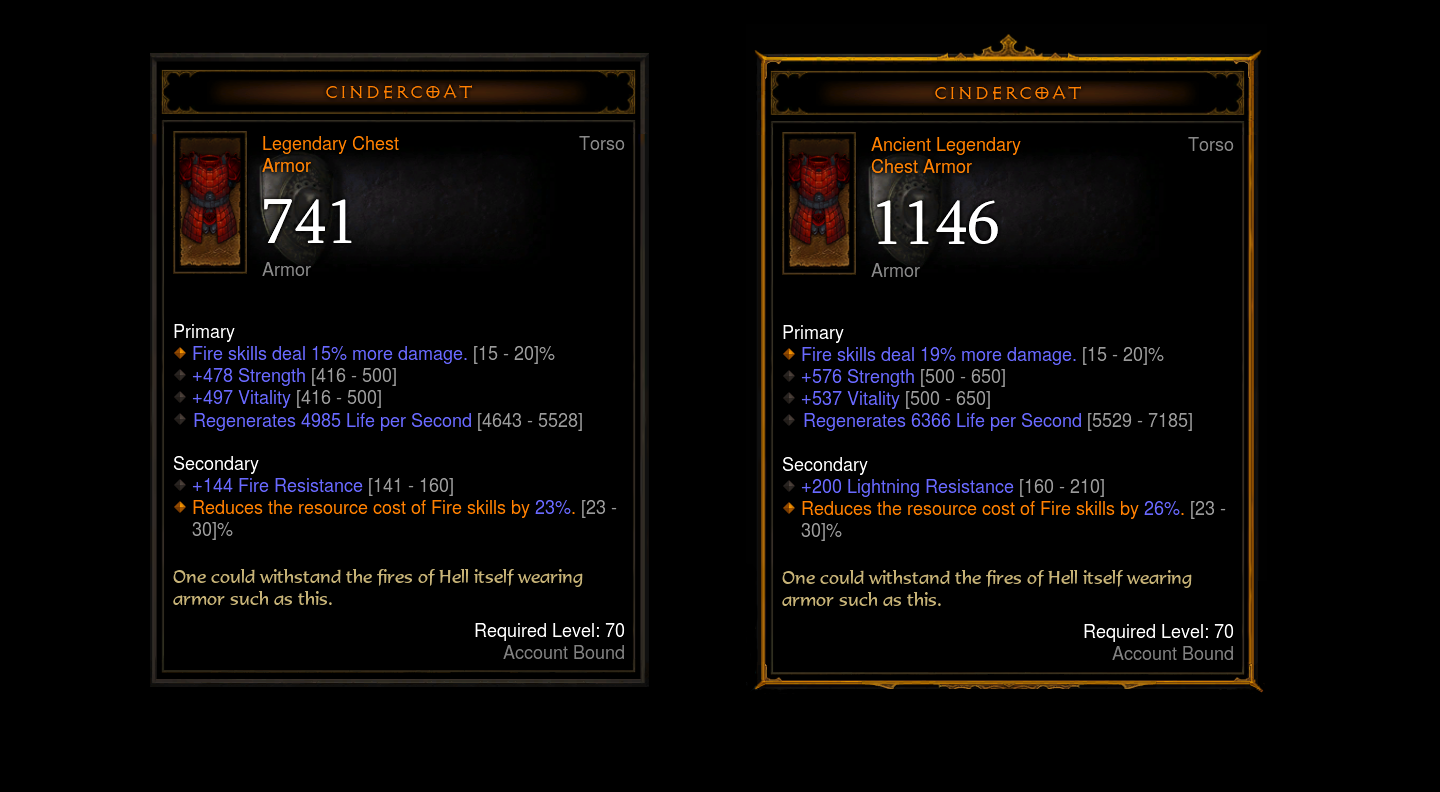 CINDERCOAT
Legendary Chest
Armor
Torso
741
Armor
Primary
Fire skills deal 15% more damage. [15 - 20]%
+478 Strength [416 - 500]
+497 Vitality [416 - 500]
Regenerates 4985 Life per Second [4643 - 5528]
Secondary
+144 Fire Resistance [141 - 160]
Reduces the resource cost of Fire skills by 23%. [23 -
30]%
One could withstand the fires of Hell itself wearing
armor such as this.
Required Level: 70
Account Bound
CINDERCOAT
Ancient Legendary
Chest Armor
Torso
1146
Armor
Primary
Fire skills deal 19% more damage. [15 - 20]%
+576 Strength [500 - 650]
+537 Vitality [500 - 650]
Regenerates 6366 Life per Second [5529 - 7185]
Secondary
+200 Lightning Resistance [160 - 210]
Reduces the resource cost of Fire skills by 26%. [23 -
30]%
One could withstand the fires of Hell itself wearing
armor such as this.
Required Level: 70
Account Bound